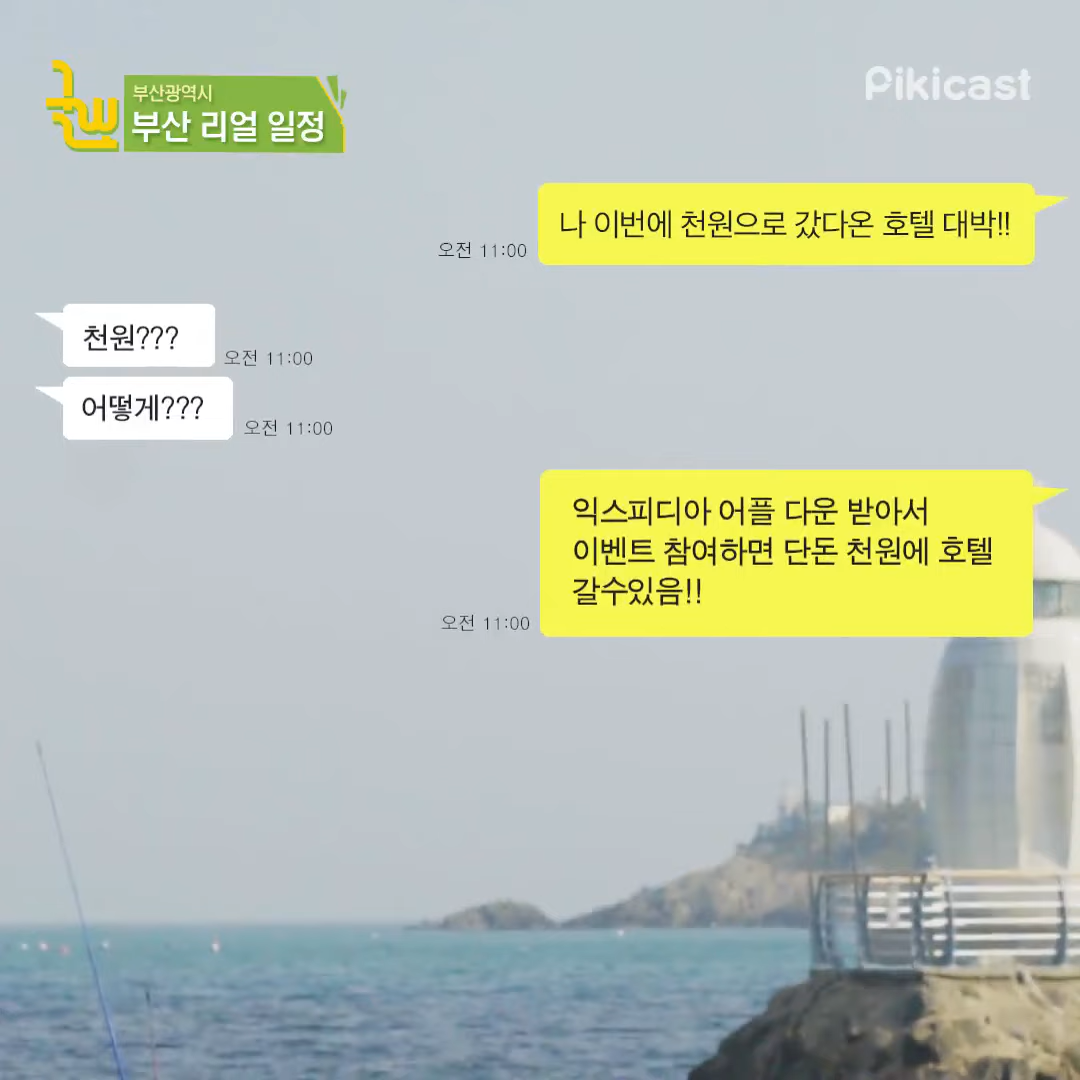 부산광역시
부산 리얼 일정
Pikicast
나 이번에 천원으로 갔다온 호텔 대박!!
오전 11:00
천원???
오전 11:00
어떻게???
오전 11:00
익스피디아 어플 다운 받아서
이벤트 참여하면 단돈 천원에 호텔
갈수있음!!
오전 11:00